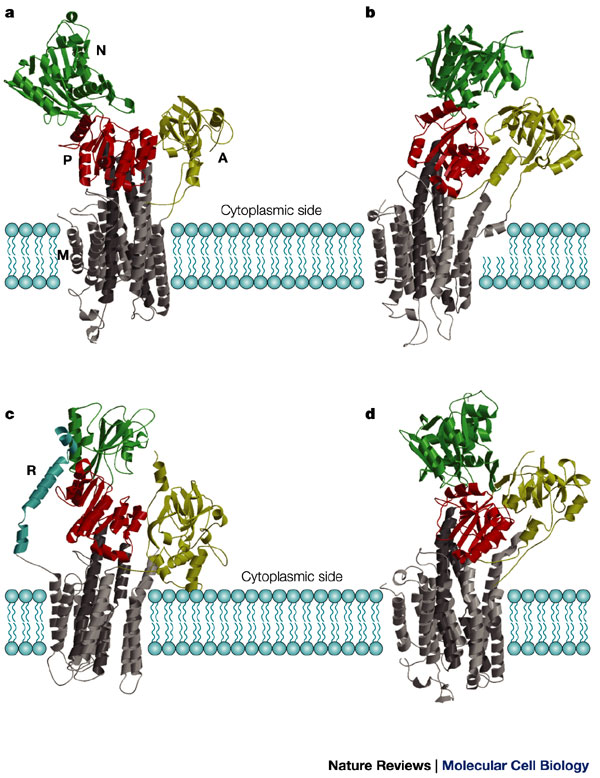 a
b
N
P
A
Cytoplasmic side
M
c
d
R
Cytoplasmic side
Nature Reviews | Molecular Cell Biology